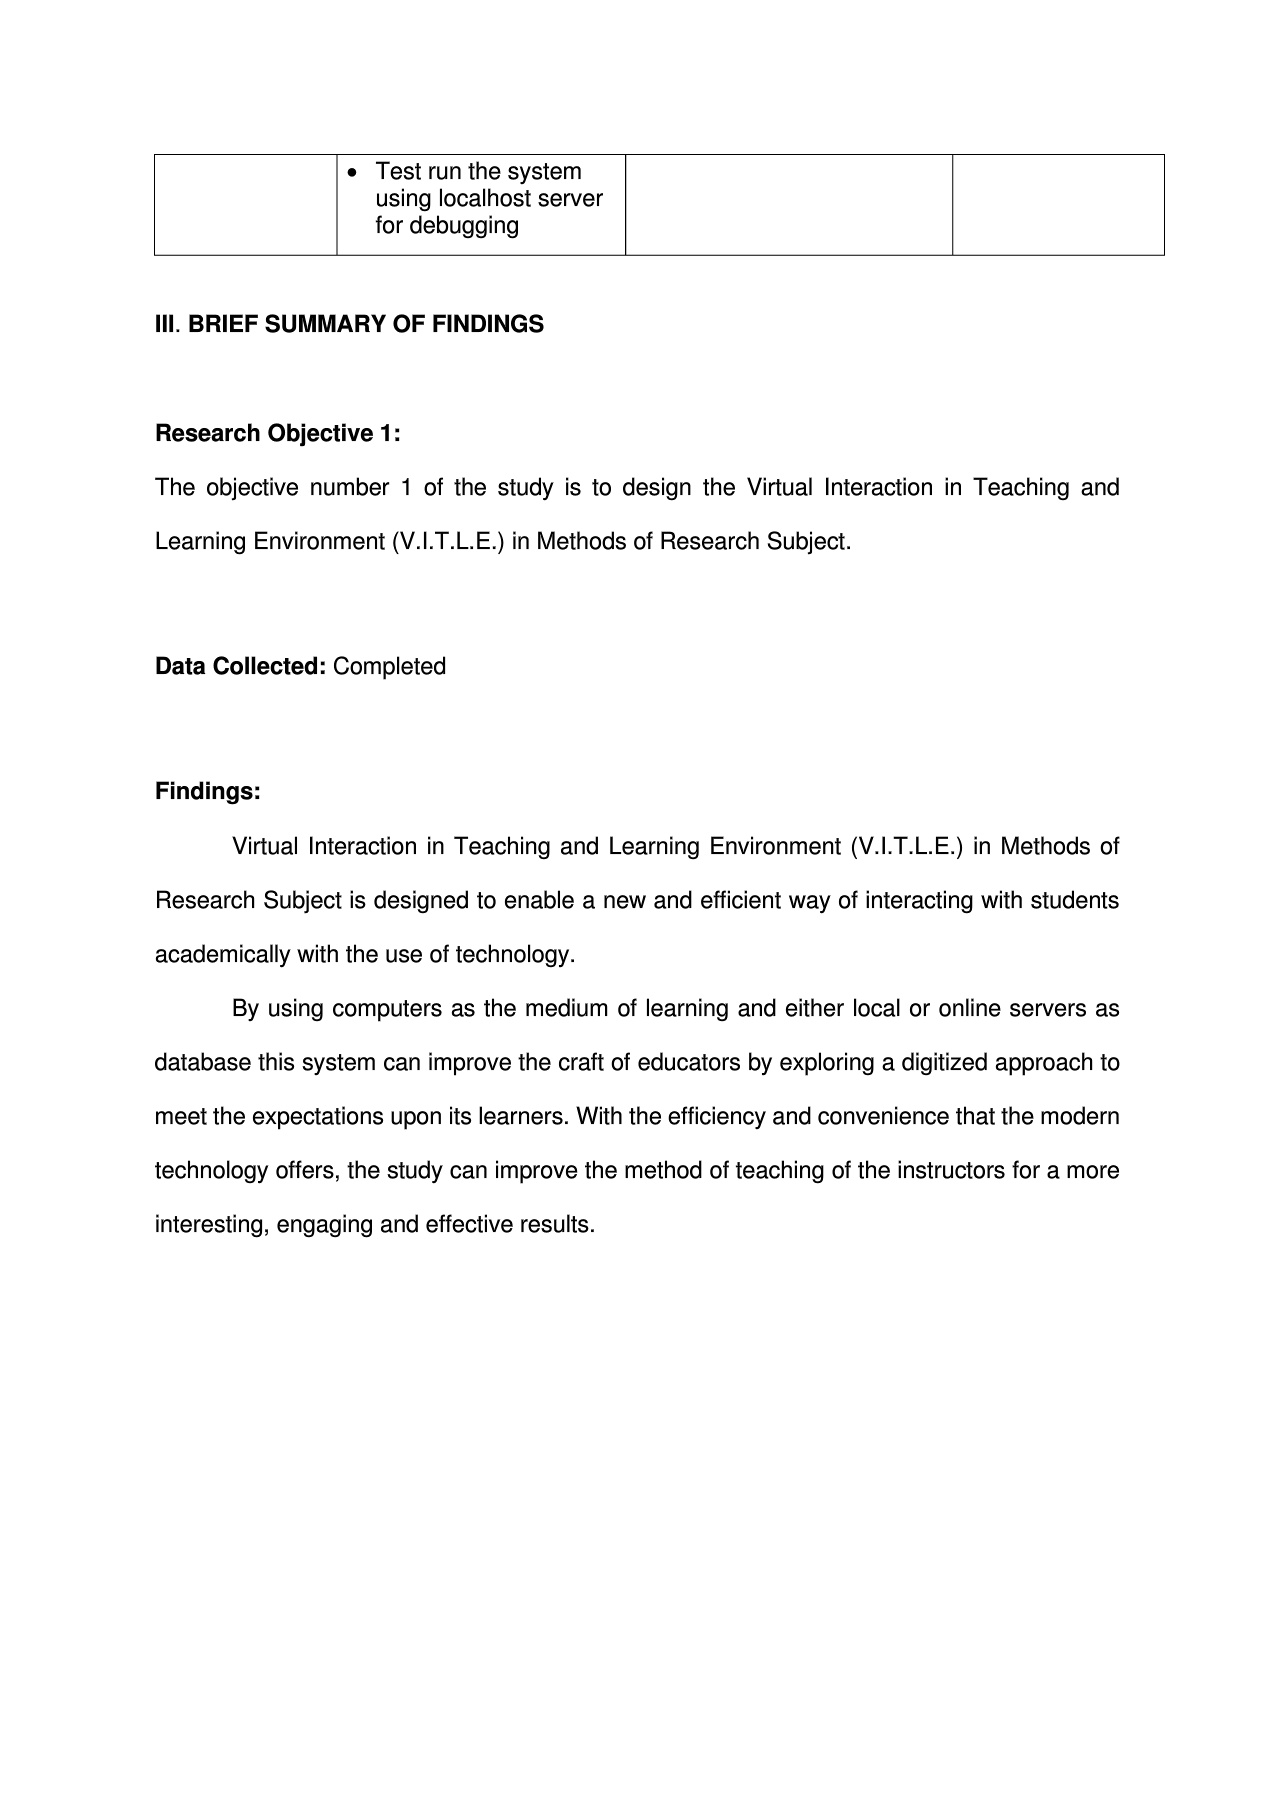 • Test run the system
using localhost server
for debugging
III. BRIEF SUMMARY OF FINDINGS
Research Objective 1:
The objective number 1 of the study is to design the Virtual Interaction in Teaching and
Learning Environment (V.I.T.L.E.) in Methods of Research Subject.
Data Collected: Completed
Findings:
Virtual Interaction in Teaching and Learning Environment (V.I.T.L.E.) in Methods of
Research Subject is designed to enable a new and efficient way of interacting with students
academically with the use of technology.
By using computers as the medium of learning and either local or online servers as
database this system can improve the craft of educators by exploring a digitized approach to
meet the expectations upon its learners. With the efficiency and convenience that the modern
technology offers, the study can improve the method of teaching of the instructors for a more
interesting, engaging and effective results.